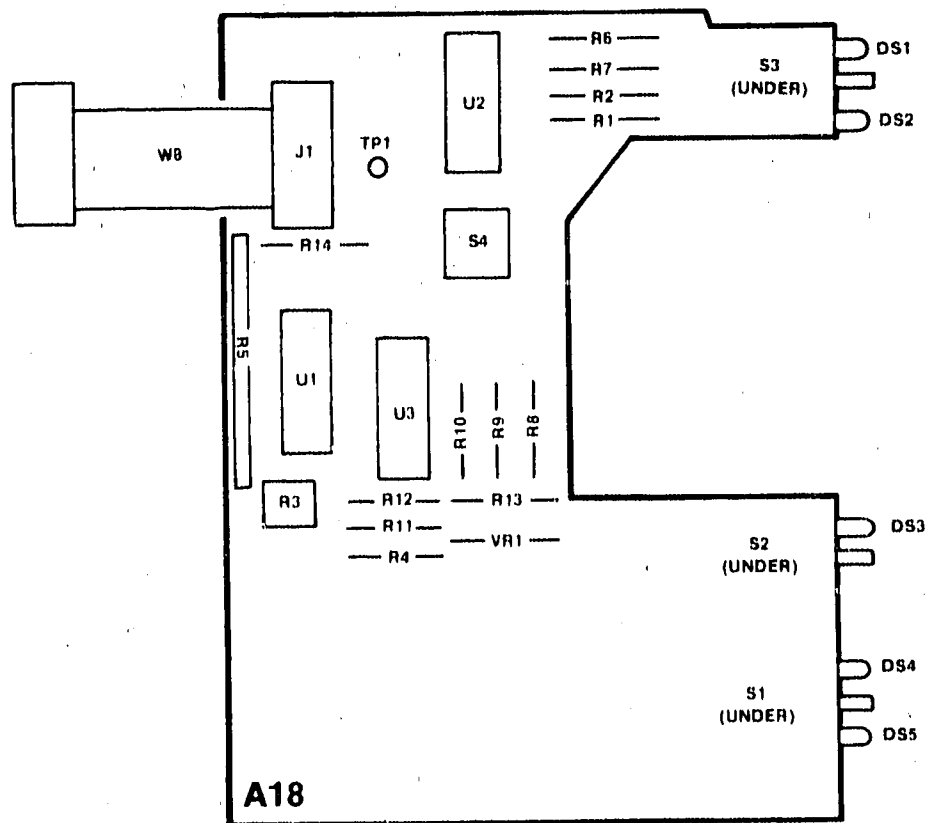 R6
DS1
R7
S3
(UNDER)
U2
R2
R1
DS2
W8
J1
TP1
S4
R14
R5
U1
U3
R10
R9
R8
R3
R12
R13
R11
VR1
R4
DS3
S2
(UNDER)
DS4
S1
(UNDER)
DS5
A18